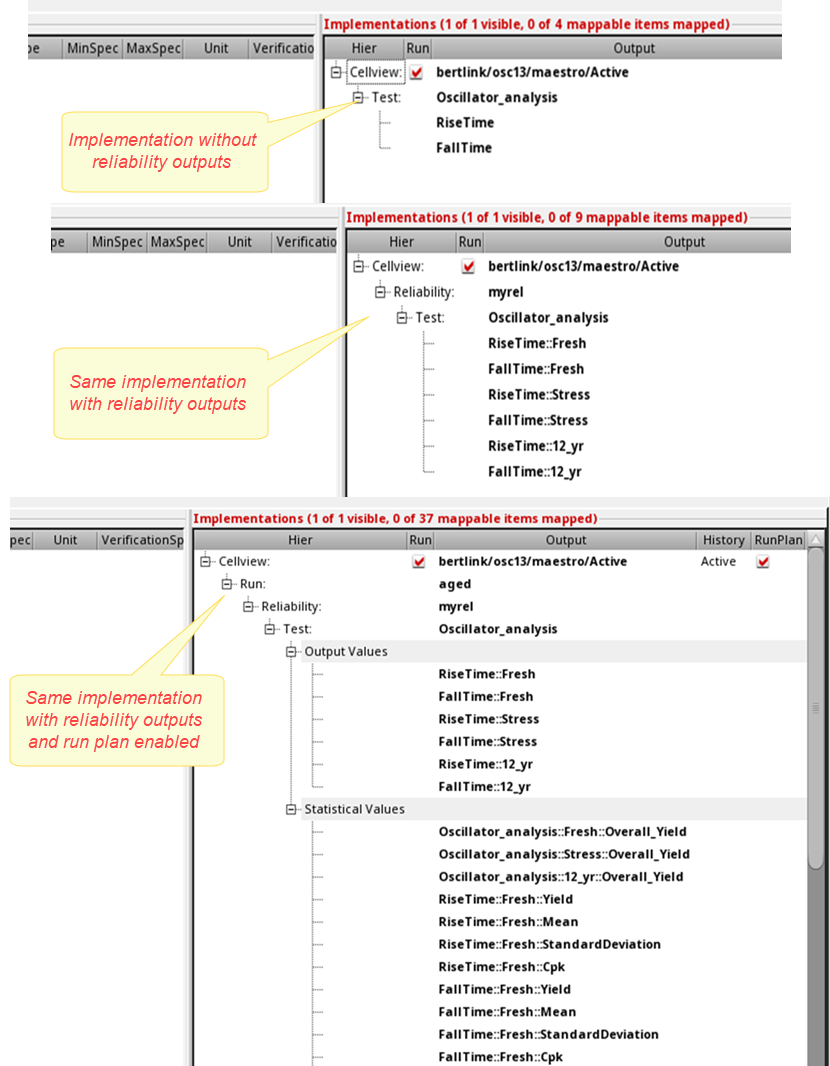 Implementations (1 of 1 visible, 0 of 4 mappable items mapped)
pe MinSpec MaxSpec Unit Verificatio Hier Run Output
Cellview: bertlink/osc13/maestro/Active
Test: Oscillator_analysis
RiseTime
FallTime
Implementation without
reliability outputs
Implementations (1 of 1 visible, 0 of 9 mappable items mapped)
pe MinSpec MaxSpec Unit Verificatio Hier Run Output
Cellview: bertlink/osc13/maestro/Active
Reliability: myrel
Test: Oscillator_analysis
RiseTime::Fresh
FallTime::Fresh
RiseTime::Stress
FallTime::Stress
RiseTime::12_yr
FallTime::12_yr
Same implementation
with reliability outputs
Implementations (1 of 1 visible, 0 of 37 mappable items mapped)
pec Unit VerificationSp Hier Run Output History RunPlan
Cellview: bertlink/osc13/maestro/Active Active
Run: aged
Reliability: myrel
Test: Oscillator_analysis
Output Values
RiseTime::Fresh
FallTime::Fresh
RiseTime::Stress
FallTime::Stress
RiseTime::12_yr
FallTime::12_yr
Same implementation
with reliability outputs
and run plan enabled
Statistical Values
Oscillator_analysis::Fresh::Overall_Yield
Oscillator_analysis::Stress::Overall_Yield
Oscillator_analysis::12_yr::Overall_Yield
RiseTime::Fresh::Yield
RiseTime::Fresh::Mean
RiseTime::Fresh::StandardDeviation
RiseTime::Fresh::Cpk
FallTime::Fresh::Yield
FallTime::Fresh::Mean
FallTime::Fresh::StandardDeviation
FallTime::Fresh::Cpk